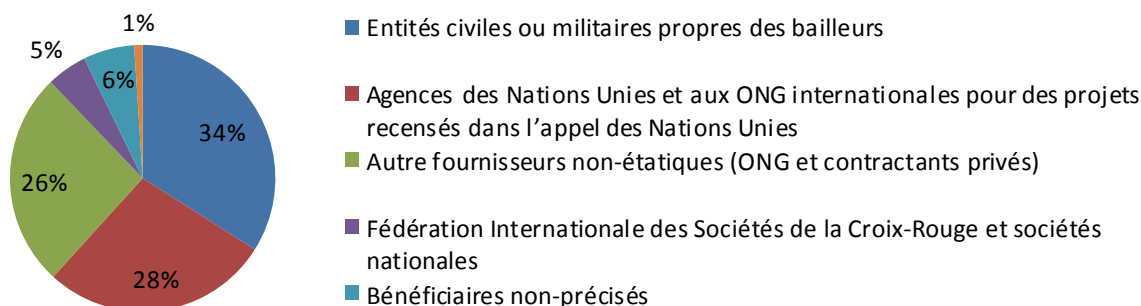 1%
5%
6%
34%
26%
28%
Entités civiles ou militaires propres des bailleurs
Agences des Nations Unies et aux ONG internationales pour des projets
recensés dans l'appel des Nations Unies
Autre fournisseurs non-étatiques (ONG et contractants privés)
Fédération Internationale des Sociétés de la Croix-Rouge et sociétés
nationales
Bénéficiaires non-précisés